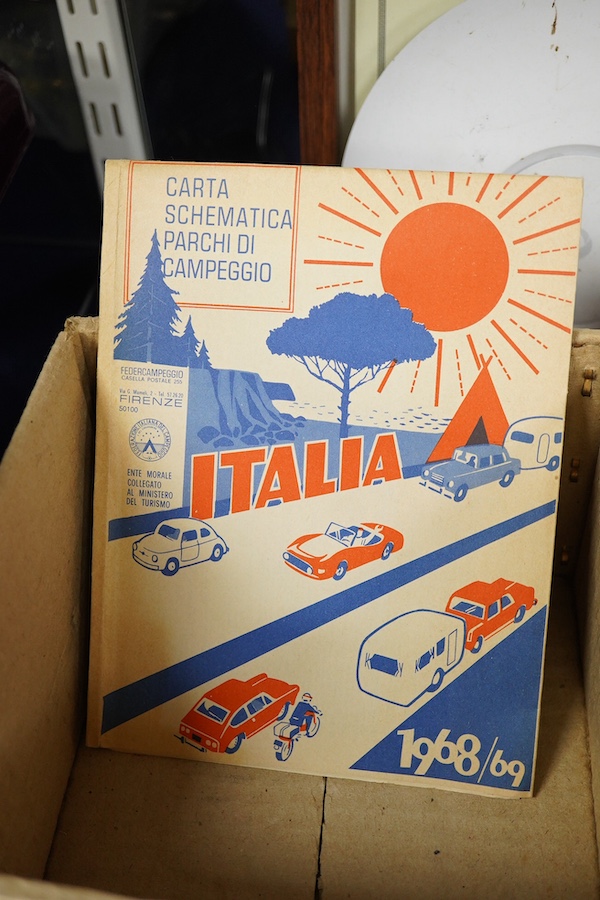 CARTA
SCHEMATICA
PARCHI DI
CAMPEGGIO
FEDERCAMPEGGIO
CASELLA POSTALE 255
FIRENZE
50100
ENTE MORALE
COLLEGATO
AL MINISTERO
DEL TURISMO
ITALIA
1968/69